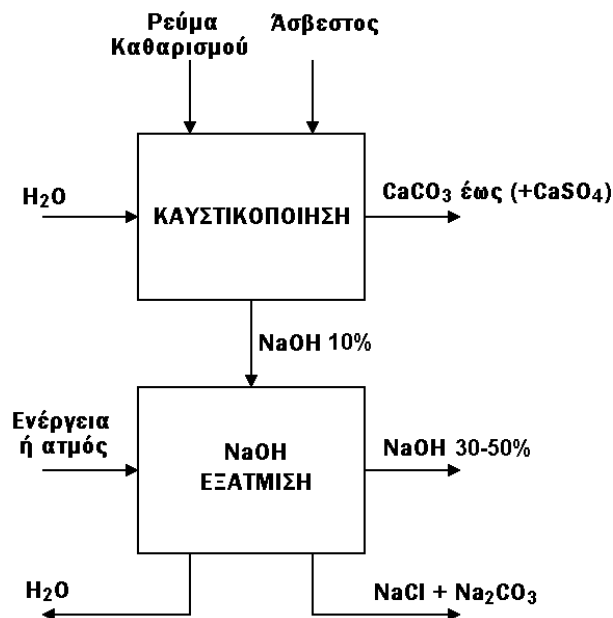 Ρεύμα
Καθαρισμού
Άσβεστος
H₂O
ΚΑΥΣΤΙΚΟΠΟΙΗΣΗ
CaCO₃ έως (+CaSO₄)
NaOH 10%
Ενέργεια
ή ατμός
NaOH
ΕΞΑΤΜΙΣΗ
NaOH 30-50%
H₂O
NaCl + Na₂CO₃